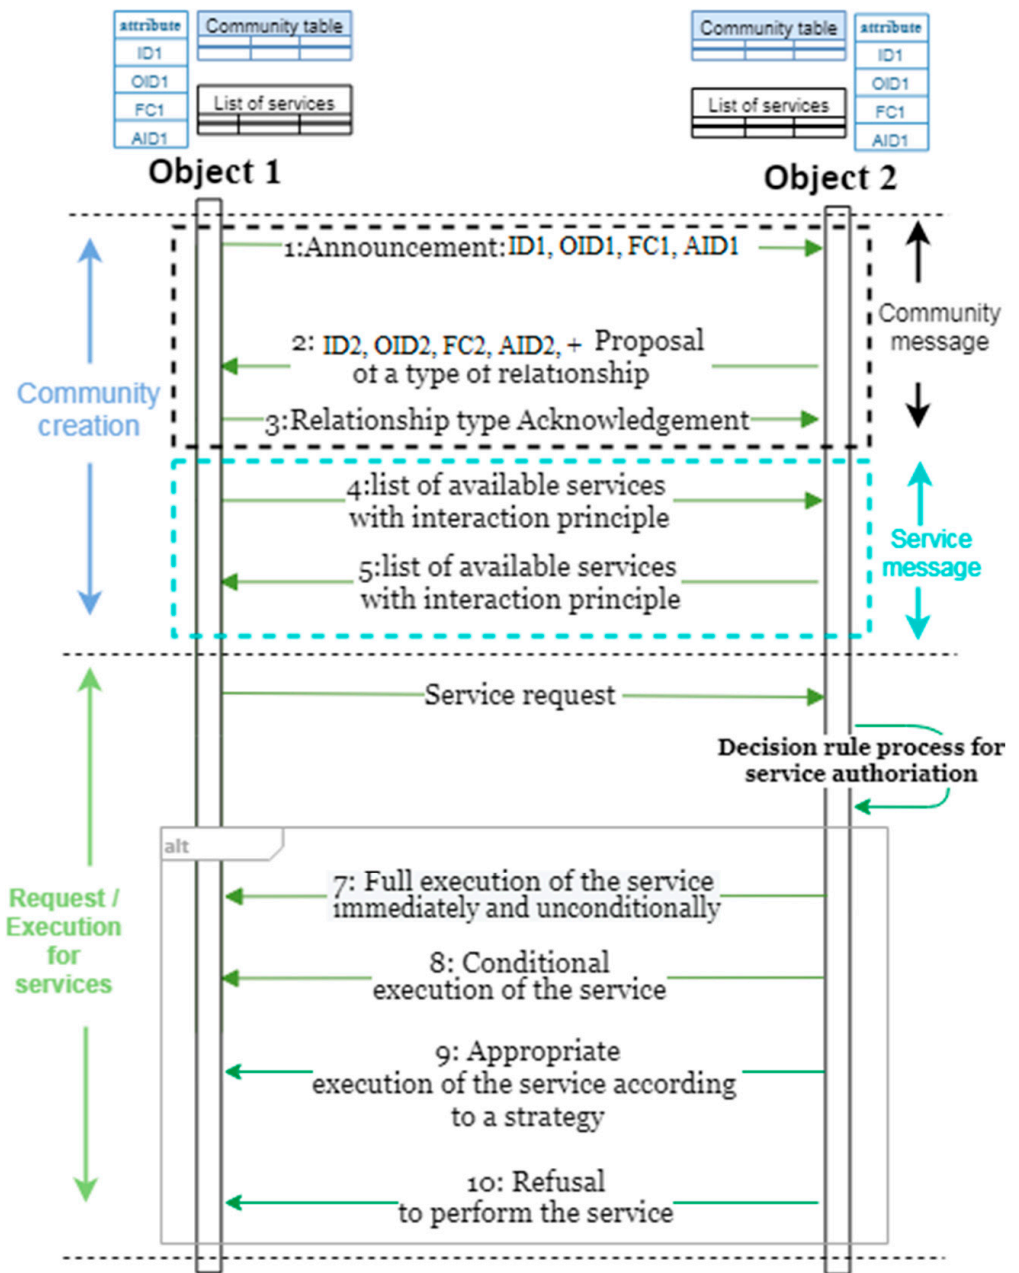 attribute
ID1
OID1
FC1
AID1
Community table
List of services
Community table
List of services
attribute
ID1
OID1
FC1
AID1
Object 1
Object 2
1:Announcement:ID1, OID1, FC1, AID1
2: ID2, OID2, FC2, AID2, + Proposal
of a type of relationship
3:Relationship type Acknowledgement
Community
message
Community
creation
4:list of available services
with interaction principle
5:list of available services
with interaction principle
Service
message
Service request
Decision rule process for
service authoriation
alt
7: Full execution of the service
immediately and unconditionally
8: Conditional
execution of the service
9: Appropriate
execution of the service according
to a strategy
10: Refusal
to perform the service
Request /
Execution
for
services